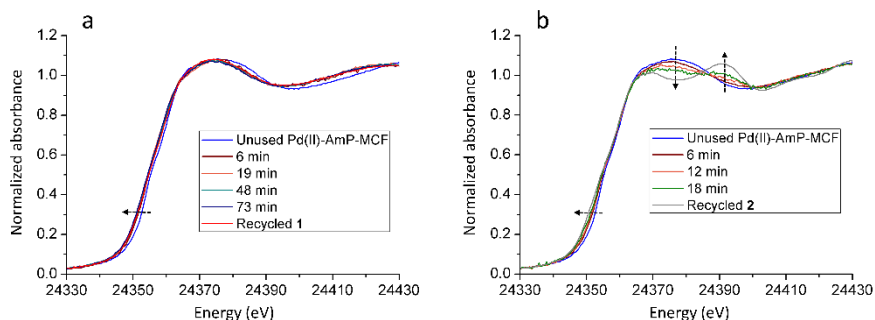 a
Normalized absorbance
1.2
1.0
0.8
0.6
0.4
0.2
0.0
Unused Pd(II)-AmP-MCF
6 min
19 min
48 min
73 min
Recycled 1
24330 24350 24370 24390 24410 24430
Energy (eV)
b
Normalized absorbance
1.2
1.0
0.8
0.6
0.4
0.2
0.0
Unused Pd(II)-AmP-MCF
6 min
12 min
18 min
Recycled 2
24330 24350 24370 24390 24410 24430
Energy (eV)